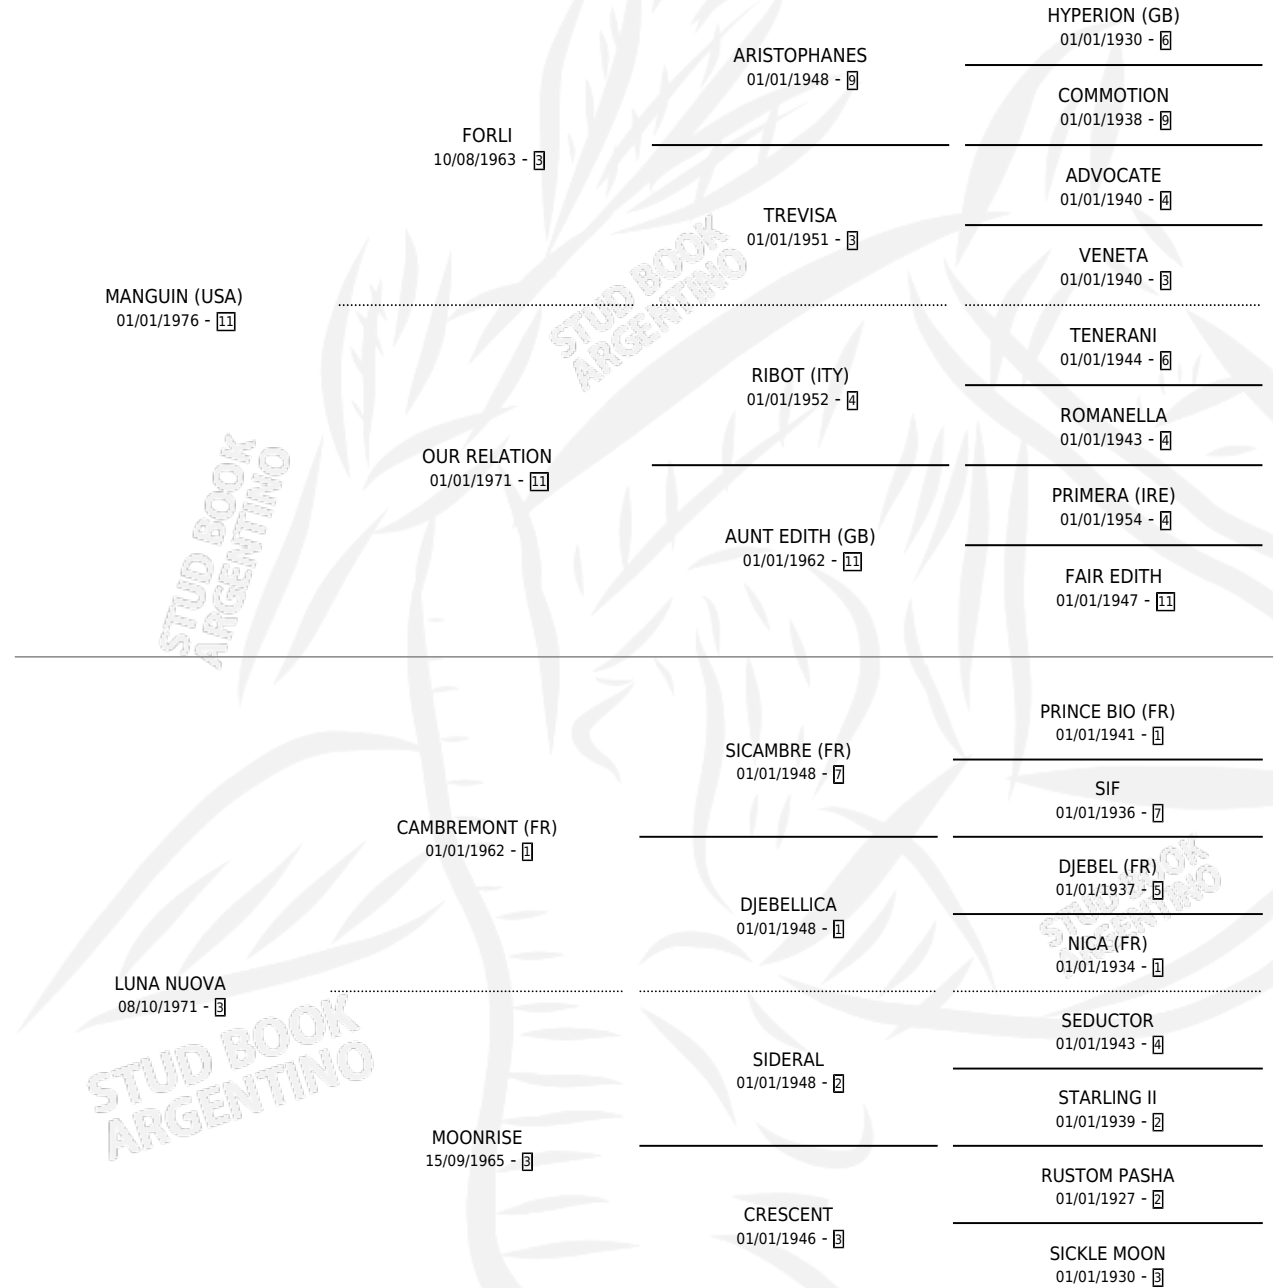 HYPERION (GB)
01/01/1930 - 6
ARISTOPHANES
01/01/1948 - 9
COMMOTION
01/01/1938 - 9
FORLI
10/08/1963 - 3
ADVOCATE
01/01/1940 - 4
TREVISA
01/01/1951 - 3
VENETA
01/01/1940 - 3
MANGUIN (USA)
01/01/1976 - 11
TENERANI
01/01/1944 - 6
RIBOT (ITY)
01/01/1952 - 4
ROMANELLA
01/01/1943 - 4
OUR RELATION
01/01/1971 - 11
PRIMERA (IRE)
01/01/1954 - 4
AUNT EDITH (GB)
01/01/1962 - 11
FAIR EDITH
01/01/1947 - 11
PRINCE BIO (FR)
01/01/1941 - 1
SICAMBRE (FR)
01/01/1948 - 7
SIF
01/01/1936 - 7
CAMBREMONT (FR)
01/01/1962 - 1
DJEBEL (FR)
01/01/1937 - 5
DJEBELLICA
01/01/1948 - 1
NICA (FR)
01/01/1934 - 1
LUNA NUOVA
08/10/1971 - 3
SEDUCTOR
01/01/1943 - 4
SIDERAL
01/01/1948 - 2
STARLING II
01/01/1939 - 2
MOONRISE
15/09/1965 - 3
RUSTOM PASHA
01/01/1927 - 2
CRESCENT
01/01/1946 - 3
SICKLE MOON
01/01/1930 - 3
STUD BOOK
ARGENTINO
STUD BOOK
ARGENTINO
STUD BOOK
ARGENTINO
STUD BOOK
ARGENTINO